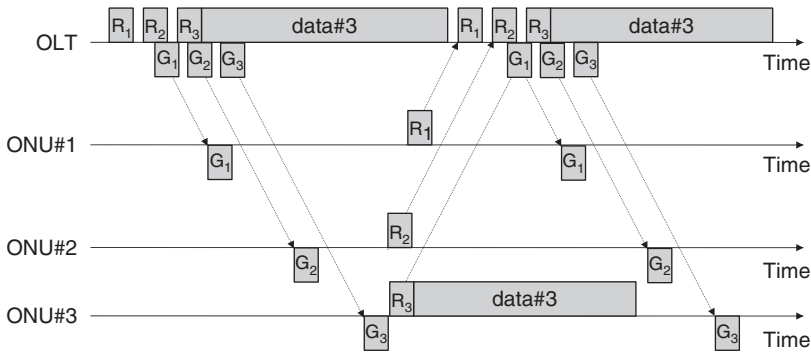 R1 R2 R3 data#3 R1 R2 R3 data#3
OLT
Time
G1 G2 G3 G1 G2 G3
R1
ONU#1
Time
G1 G1
R2
ONU#2
Time
G2 G2
R3 data#3
ONU#3
Time
G3 G3